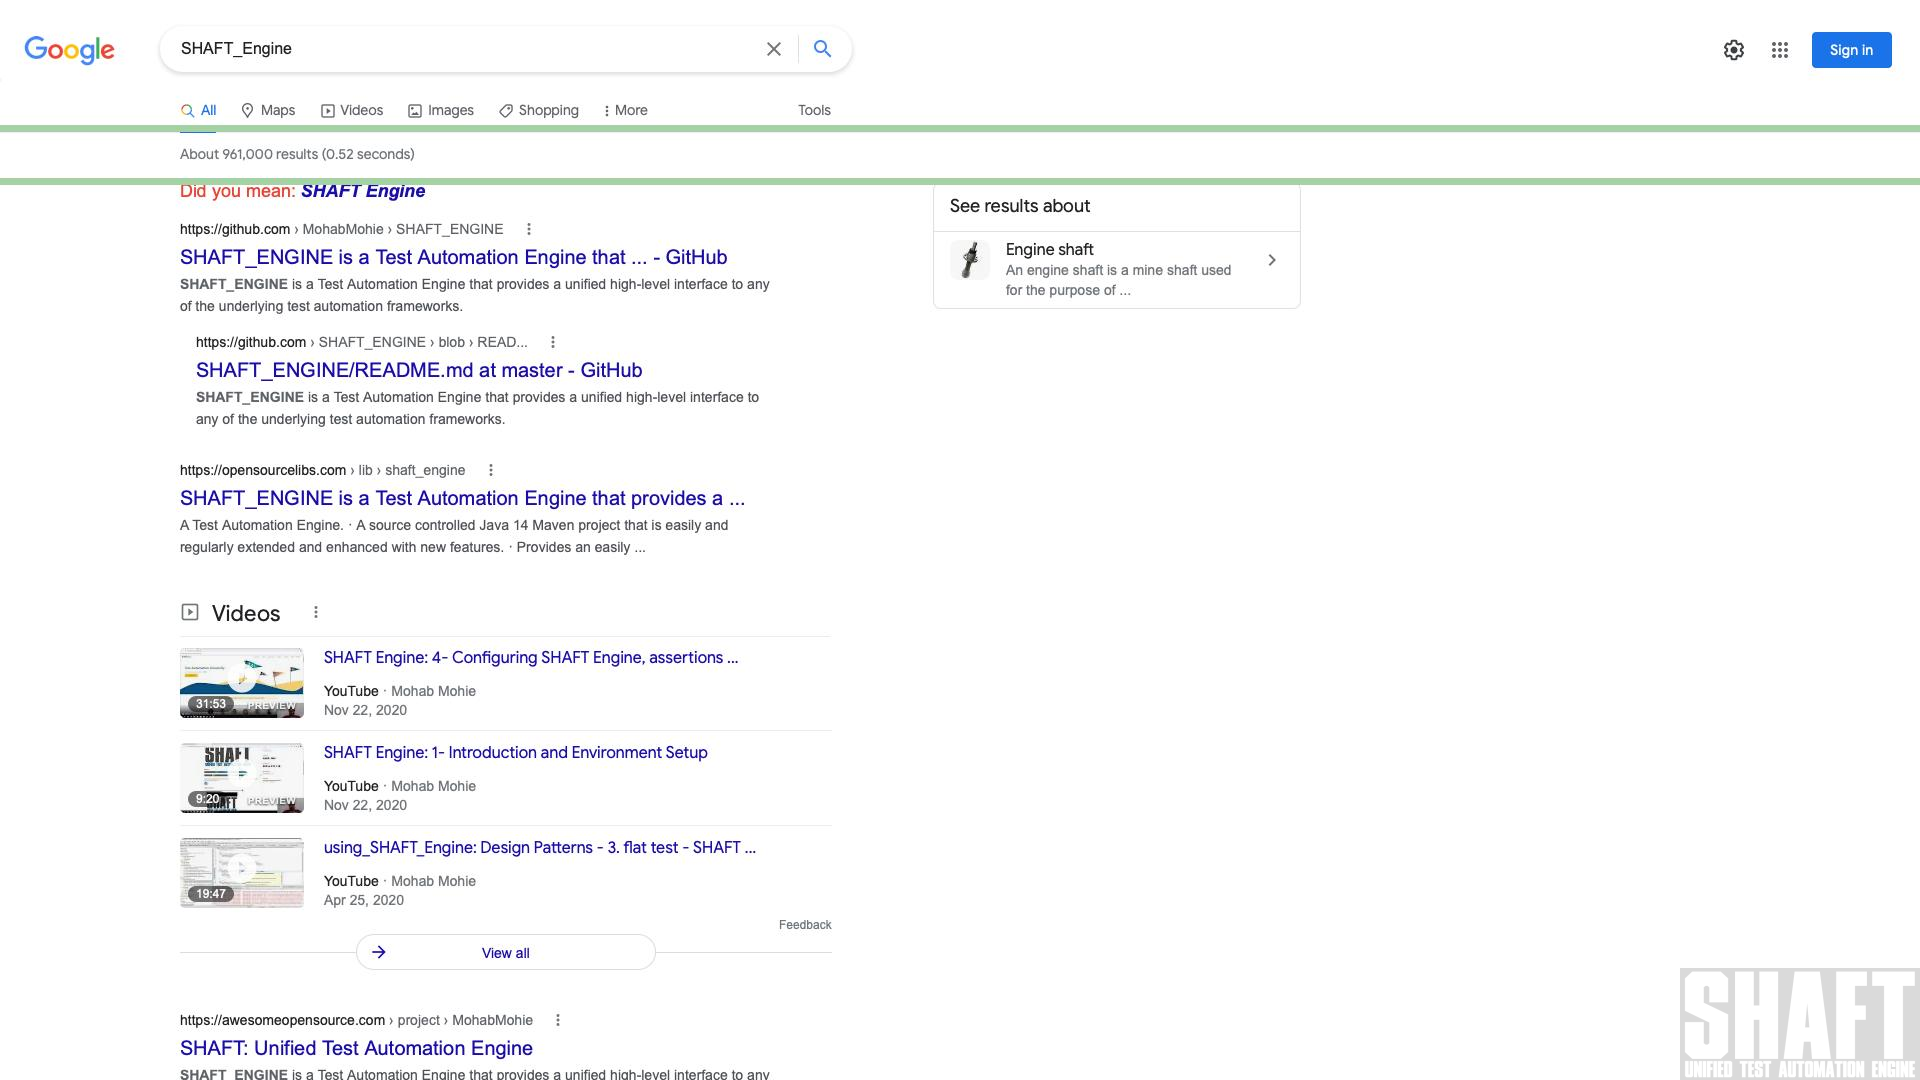 Google
SHAFT_Engine
Sign in
All
Maps
Videos
Images
Shopping
More
Tools
About 961,000 results (0.52 seconds)
Did you mean: SHAFT Engine
See results about
Engine shaft
An engine shaft is a mine shaft used
for the purpose of ...
https://github.com › MohabMohie › SHAFT_ENGINE
SHAFT_ENGINE is a Test Automation Engine that ... - GitHub
SHAFT_ENGINE is a Test Automation Engine that provides a unified high-level interface to any
of the underlying test automation frameworks.
https://github.com › SHAFT_ENGINE › blob › READ...
SHAFT_ENGINE/README.md at master - GitHub
SHAFT_ENGINE is a Test Automation Engine that provides a unified high-level interface to
any of the underlying test automation frameworks.
https://opensourcelibs.com › lib › shaft_engine
SHAFT_ENGINE is a Test Automation Engine that provides a ...
A Test Automation Engine. · A source controlled Java 14 Maven project that is easily and
regularly extended and enhanced with new features. · Provides an easily ...
Videos
SHAFT Engine: 4- Configuring SHAFT Engine, assertions ...
31:53
PREVIEW
YouTube · Mohab Mohie
Nov 22, 2020
SHAFT Engine: 1- Introduction and Environment Setup
SHAFT
9:20
PREVIEW
YouTube · Mohab Mohie
Nov 22, 2020
using_SHAFT_Engine: Design Patterns - 3. flat test - SHAFT ...
19:47
YouTube · Mohab Mohie
Apr 25, 2020
Feedback
View all
https://awesomeopensource.com › project › MohabMohie
SHAFT: Unified Test Automation Engine
SHAFT_ENGINE is a Test Automation Engine that provides a unified high-level interface to any
SHAFT
UNIFIED TEST AUTOMATION ENGINE